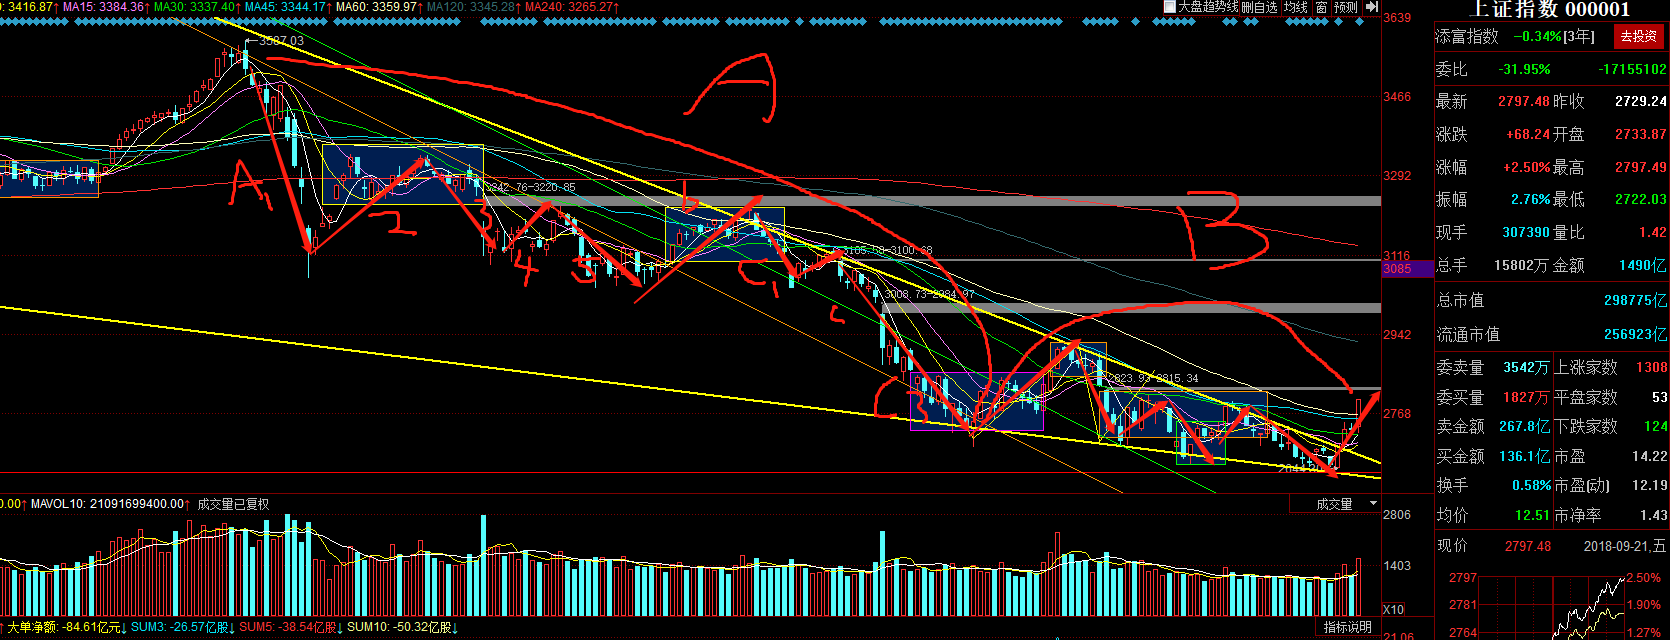 0: 3416.87↑ MA15: 3384.36↑ MA30: 3337.40↑ MA45: 3344.17↑ MA60: 3359.97↑ MA120: 3345.28↑ MA240: 3265.27↑
大盘趋势线 删自选 均线 窗 预测
3587.03
3242.76-3220.85
3105.18-3100.68
3008.73-2984.97
2823.93-2815.34
3639
3466
3292
3116
3085
2942
2768
A
2
3
4
5
b
c
1
B
0.00↑ MAVOL10: 21091699400.00↑ 成交量已复权
成交量
2806
1403
X10
大单净额: -84.61亿元↓ SUM3: -26.57亿股↓ SUM5: -38.54亿股↓ SUM10: -50.32亿股↓
指标说明
21.06
上证指数 000001
添富指数 -0.34%[3年] 去投资
委比 -31.95% -17155102
最新 2797.48 昨收 2729.24
涨跌 +68.24 开盘 2733.87
涨幅 +2.50% 最高 2797.49
振幅 2.76% 最低 2722.03
现手 307390 量比 1.42
总手 15802万 金额 1490亿
总市值 298775亿
流通市值 256923亿
委卖量 3542万 上涨家数 1308
委买量 1827万 平盘家数 53
卖金额 267.8亿 下跌家数 124
买金额 136.1亿 市盈 14.22
换手 0.58% 市盈(动) 12.19
均价 12.51 市净率 1.43
现价 2797.48 2018-09-21,五
2797 2.50%
2781 1.90%
2764 1.27%